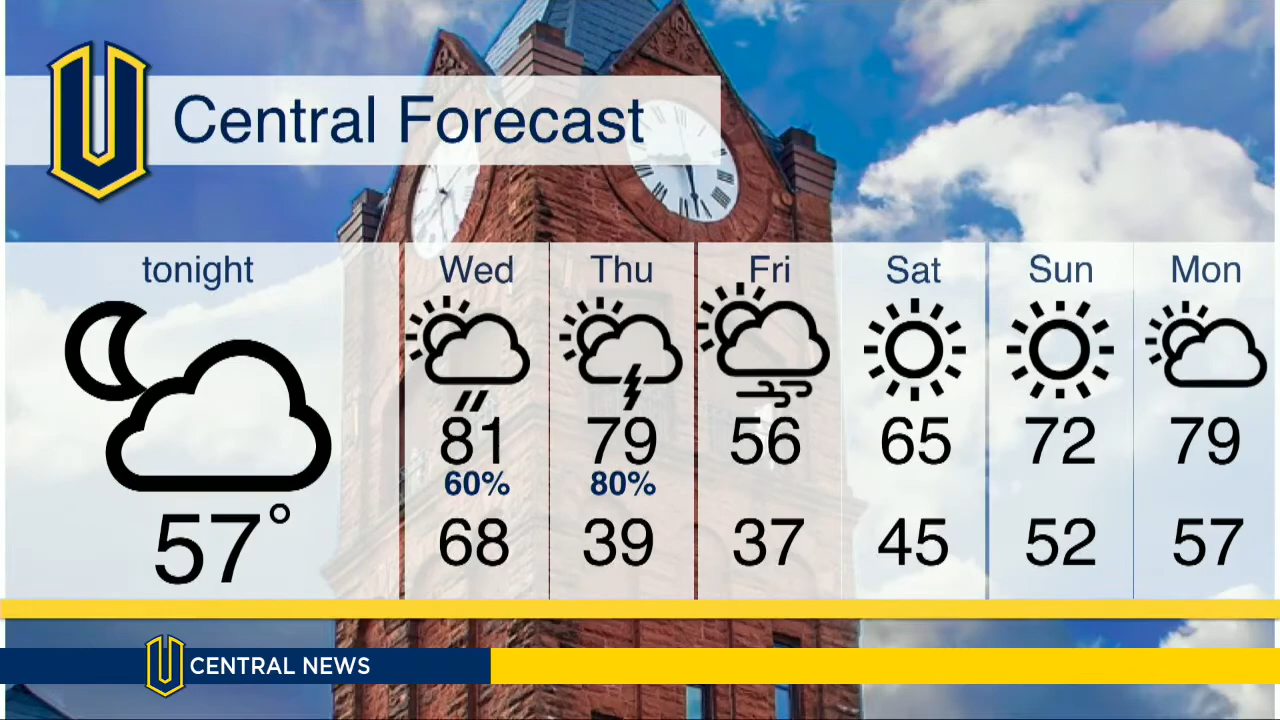 U Central Forecast
tonight Wed Thu Fri Sat Sun Mon
81 79 56 65 72 79
60% 80%
57° 68 39 37 45 52 57
U CENTRAL NEWS